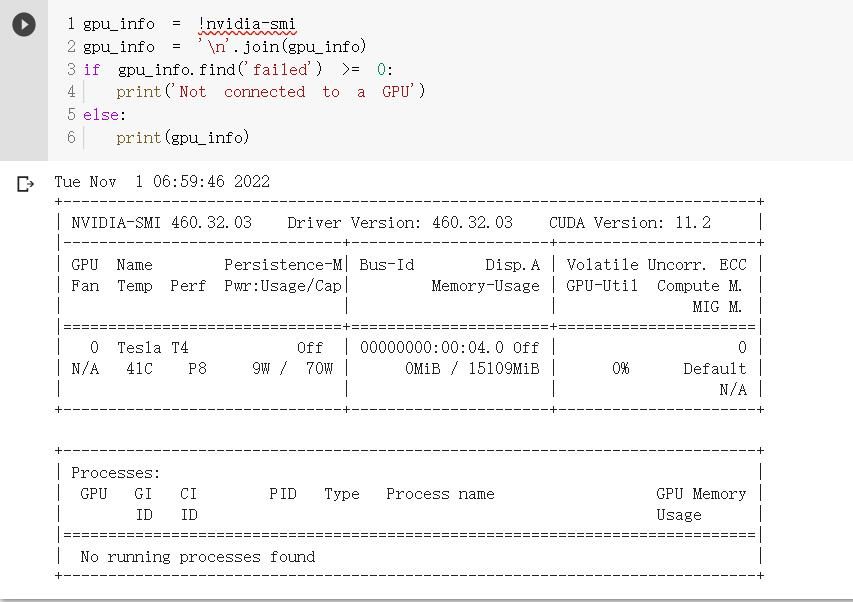 1 gpu_info = !nvidia-smi
2 gpu_info = '\n'.join(gpu_info)
3 if gpu_info.find('failed') >= 0:
4     print('Not connected to a GPU')
5 else:
6     print(gpu_info)
Tue Nov  1 06:59:46 2022
+-----------------------------------------------------------------------------+
| NVIDIA-SMI 460.32.03    Driver Version: 460.32.03    CUDA Version: 11.2     |
|-------------------------------+----------------------+----------------------+
| GPU  Name        Persistence-M| Bus-Id        Disp.A | Volatile Uncorr. ECC |
| Fan  Temp  Perf  Pwr:Usage/Cap|         Memory-Usage | GPU-Util  Compute M. |
|                               |                      |               MIG M. |
|===============================+======================+======================|
|   0  Tesla T4            Off  | 00000000:00:04.0 Off |                    0 |
| N/A   41C    P8     9W /  70W |      0MiB / 15109MiB |      0%      Default |
|                               |                      |                  N/A |
+-------------------------------+----------------------+----------------------+
+-----------------------------------------------------------------------------+
| Processes:                                                                  |
|  GPU   GI   CI        PID   Type   Process name                  GPU Memory |
|        ID   ID                                                   Usage      |
|=============================================================================|
|  No running processes found                                                 |
+-----------------------------------------------------------------------------+